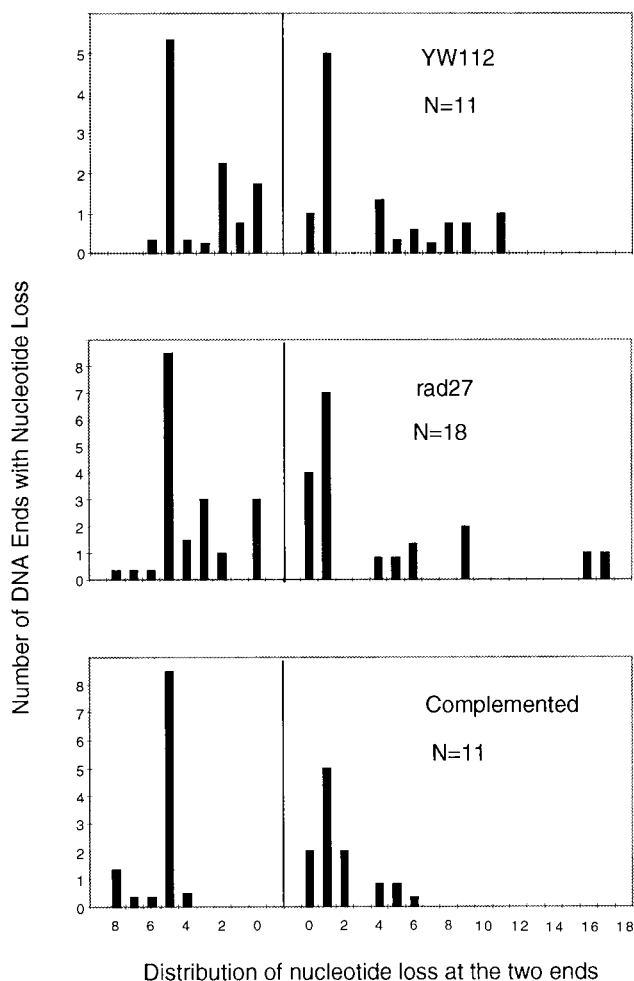 Number of DNA Ends with Nucleotide Loss
5
4
3
2
1
0
YW112
N=11
8
7
6
5
4
3
2
1
0
rad27
N=18
8
7
6
5
4
3
2
1
0
Complemented
N=11
8 6 4 2 0 0 2 4 6 8 10 12 14 16 18
Distribution of nucleotide loss at the two ends